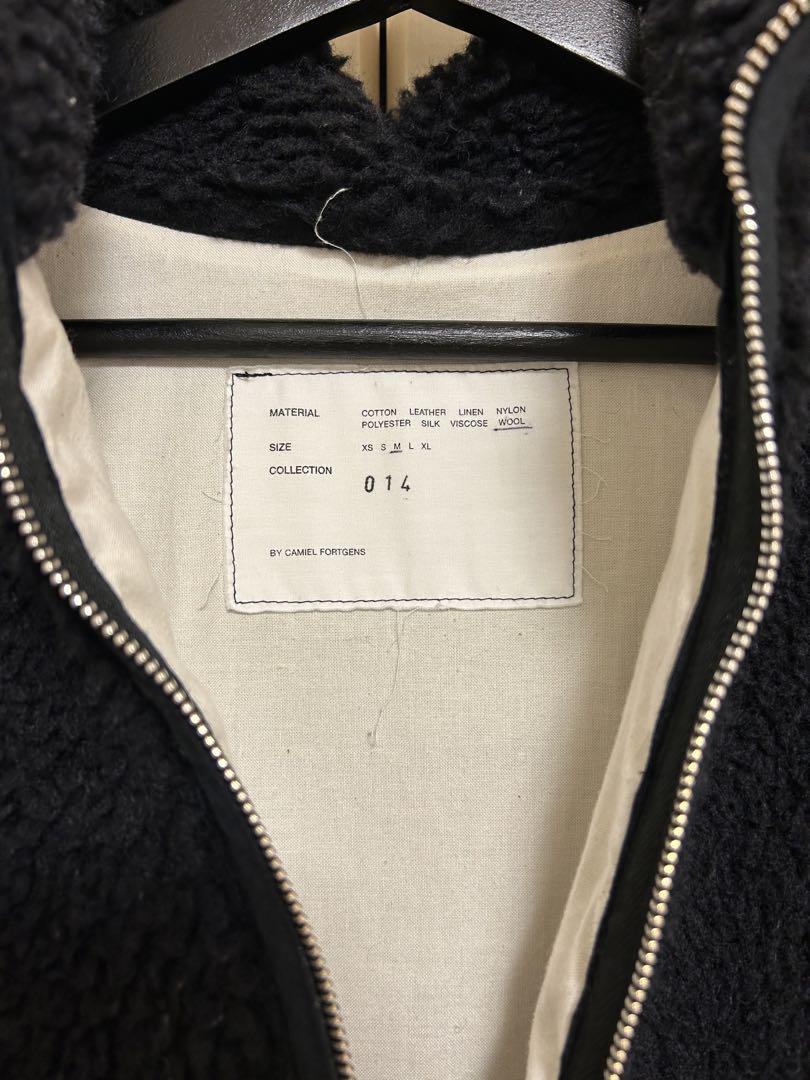 MATERIAL COTTON LEATHER LINEN NYLON
POLYESTER SILK VISCOSE WOOL
SIZE XS S M L XL
COLLECTION 014
BY CAMIEL FORTGENS